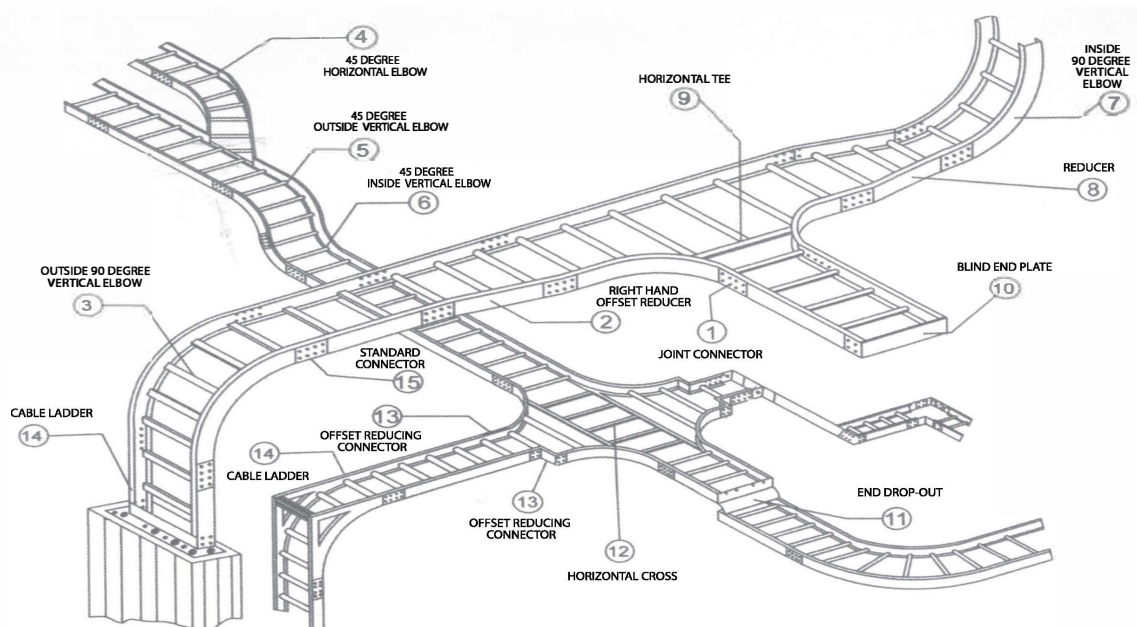 4
45 DEGREE
HORIZONTAL ELBOW
45 DEGREE
OUTSIDE VERTICAL ELBOW
5
45 DEGREE
INSIDE VERTICAL ELBOW
6
HORIZONTAL TEE
9
INSIDE
90 DEGREE
VERTICAL
ELBOW
7
REDUCER
8
OUTSIDE 90 DEGREE
VERTICAL ELBOW
3
BLIND END PLATE
10
RIGHT HAND
OFFSET REDUCER
2
1
JOINT CONNECTOR
STANDARD
CONNECTOR
15
CABLE LADDER
14
13
OFFSET REDUCING
CONNECTOR
14
CABLE LADDER
13
OFFSET REDUCING
CONNECTOR
12
HORIZONTAL CROSS
END DROP-OUT
11